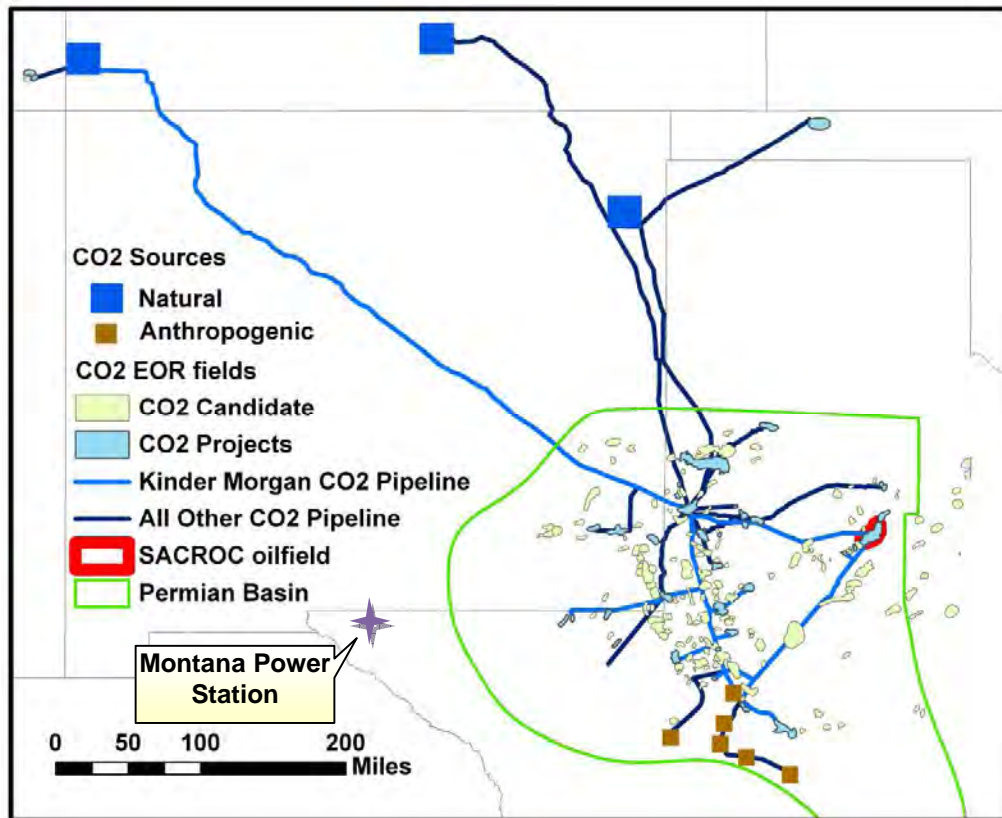 CO2 Sources
Natural
Anthropogenic
CO2 EOR fields
CO2 Candidate
CO2 Projects
Kinder Morgan CO2 Pipeline
All Other CO2 Pipeline
SACROC oilfield
Permian Basin
Montana Power
Station
0 50 100 200
Miles